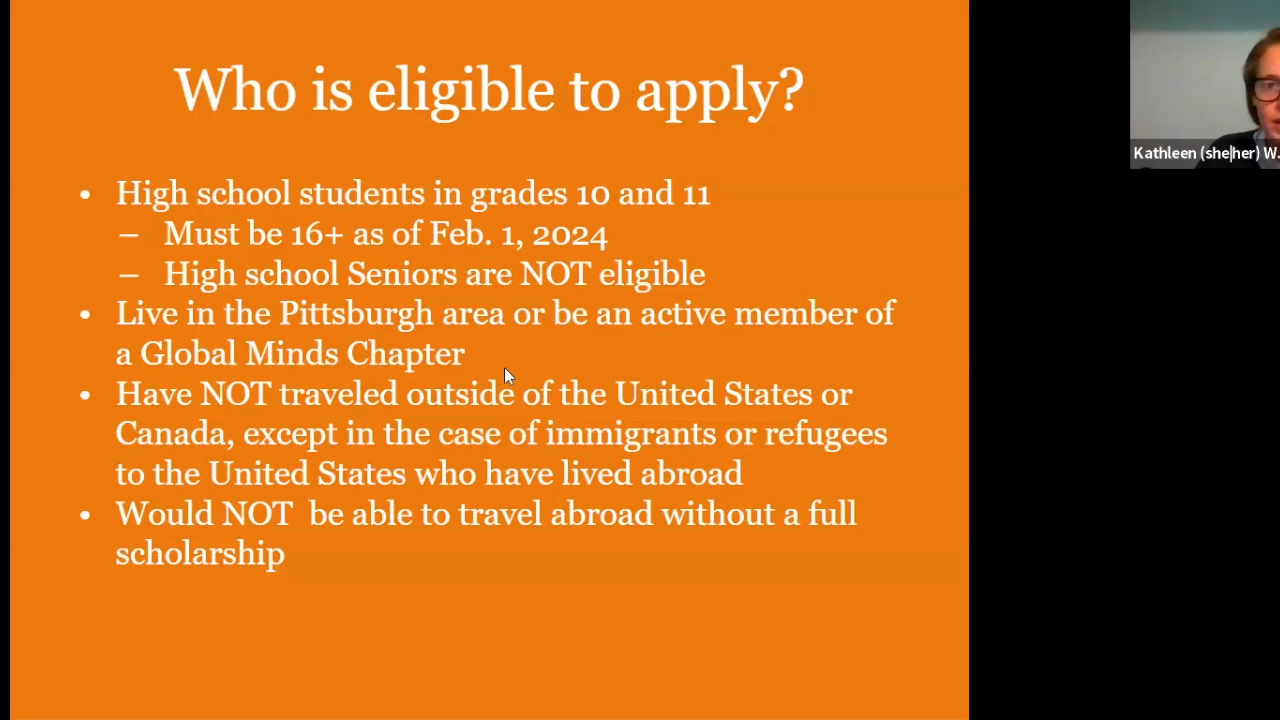 Who is eligible to apply?
Kathleen (she|her) W.
• High school students in grades 10 and 11
– Must be 16+ as of Feb. 1, 2024
– High school Seniors are NOT eligible
• Live in the Pittsburgh area or be an active member of
a Global Minds Chapter
• Have NOT traveled outside of the United States or
Canada, except in the case of immigrants or refugees
to the United States who have lived abroad
• Would NOT be able to travel abroad without a full
scholarship